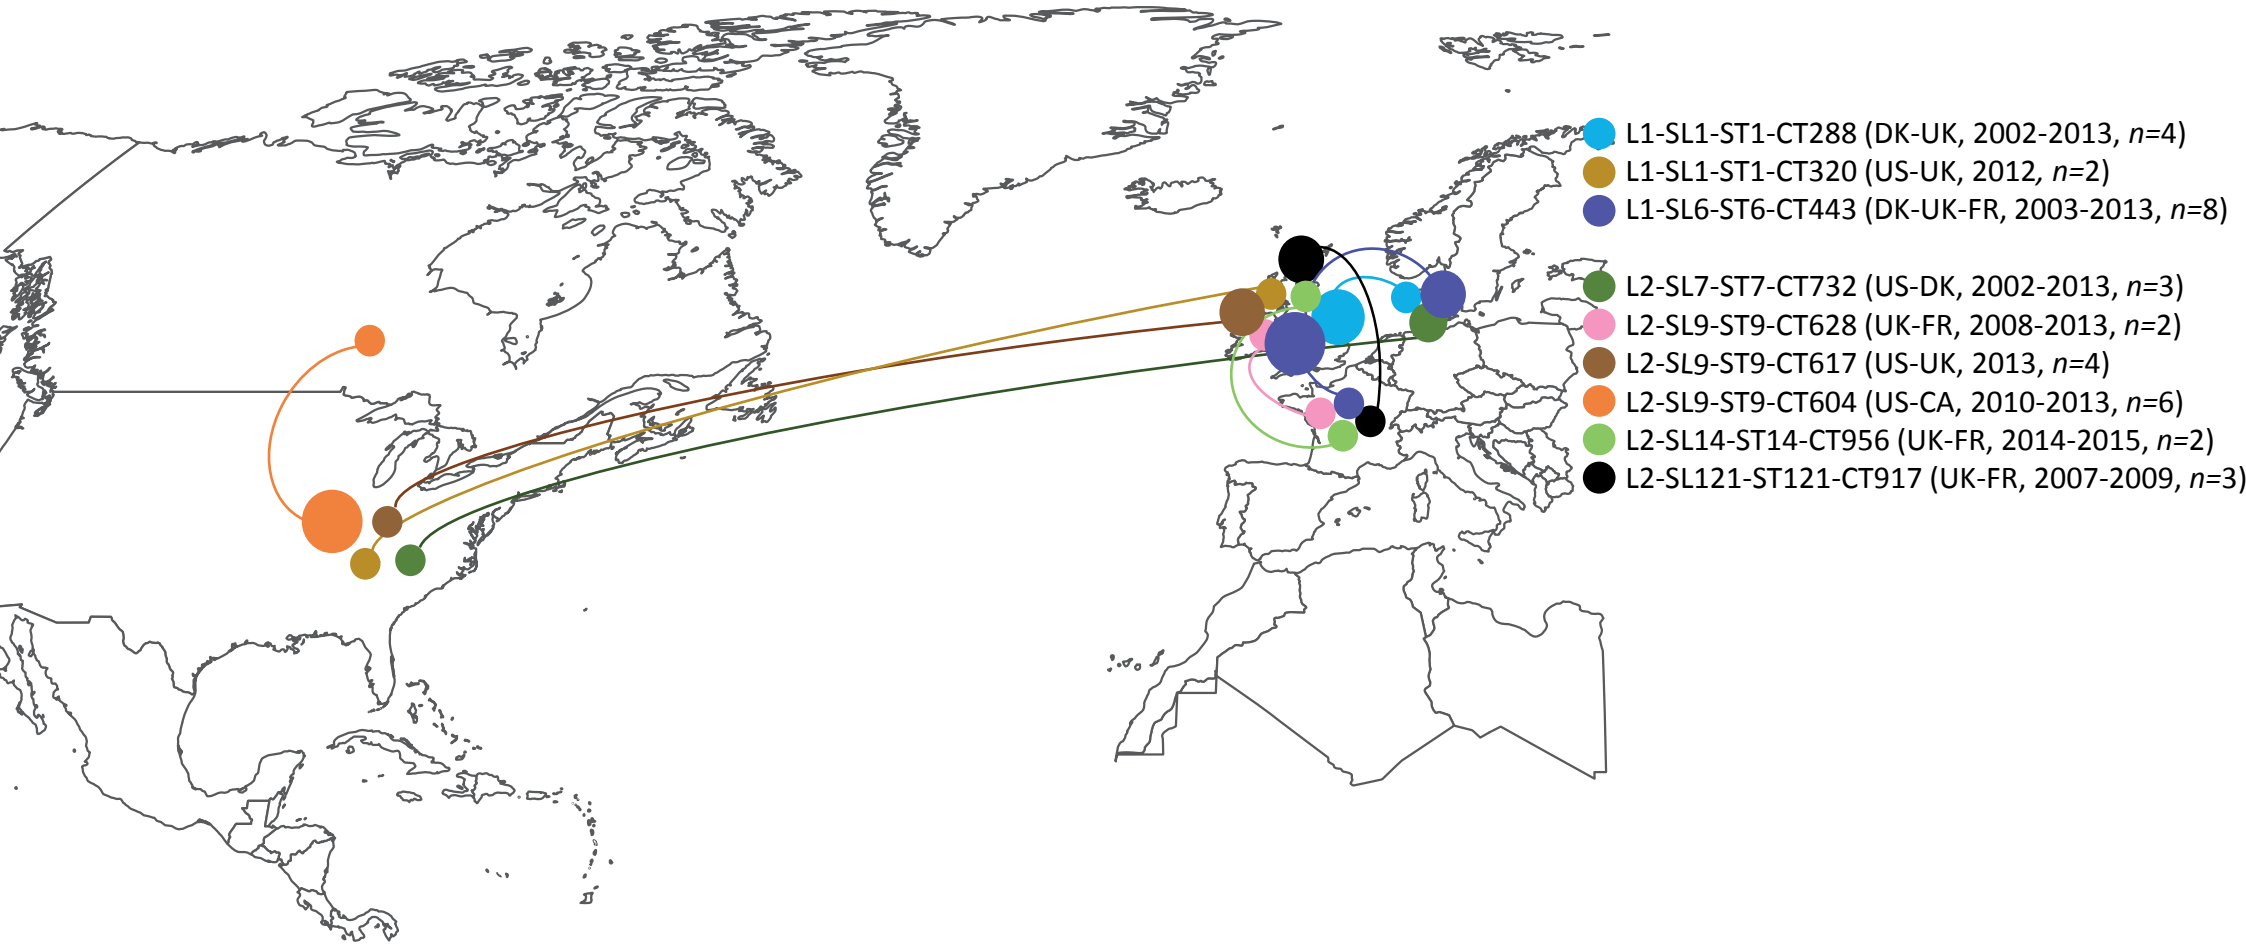 L1-SL1-ST1-CT288 (DK-UK, 2002-2013, n=4)
L1-SL1-ST1-CT320 (US-UK, 2012, n=2)
L1-SL6-ST6-CT443 (DK-UK-FR, 2003-2013, n=8)
L2-SL7-ST7-CT732 (US-DK, 2002-2013, n=3)
L2-SL9-ST9-CT628 (UK-FR, 2008-2013, n=2)
L2-SL9-ST9-CT617 (US-UK, 2013, n=4)
L2-SL9-ST9-CT604 (US-CA, 2010-2013, n=6)
L2-SL14-ST14-CT956 (UK-FR, 2014-2015, n=2)
L2-SL121-ST121-CT917 (UK-FR, 2007-2009, n=3)